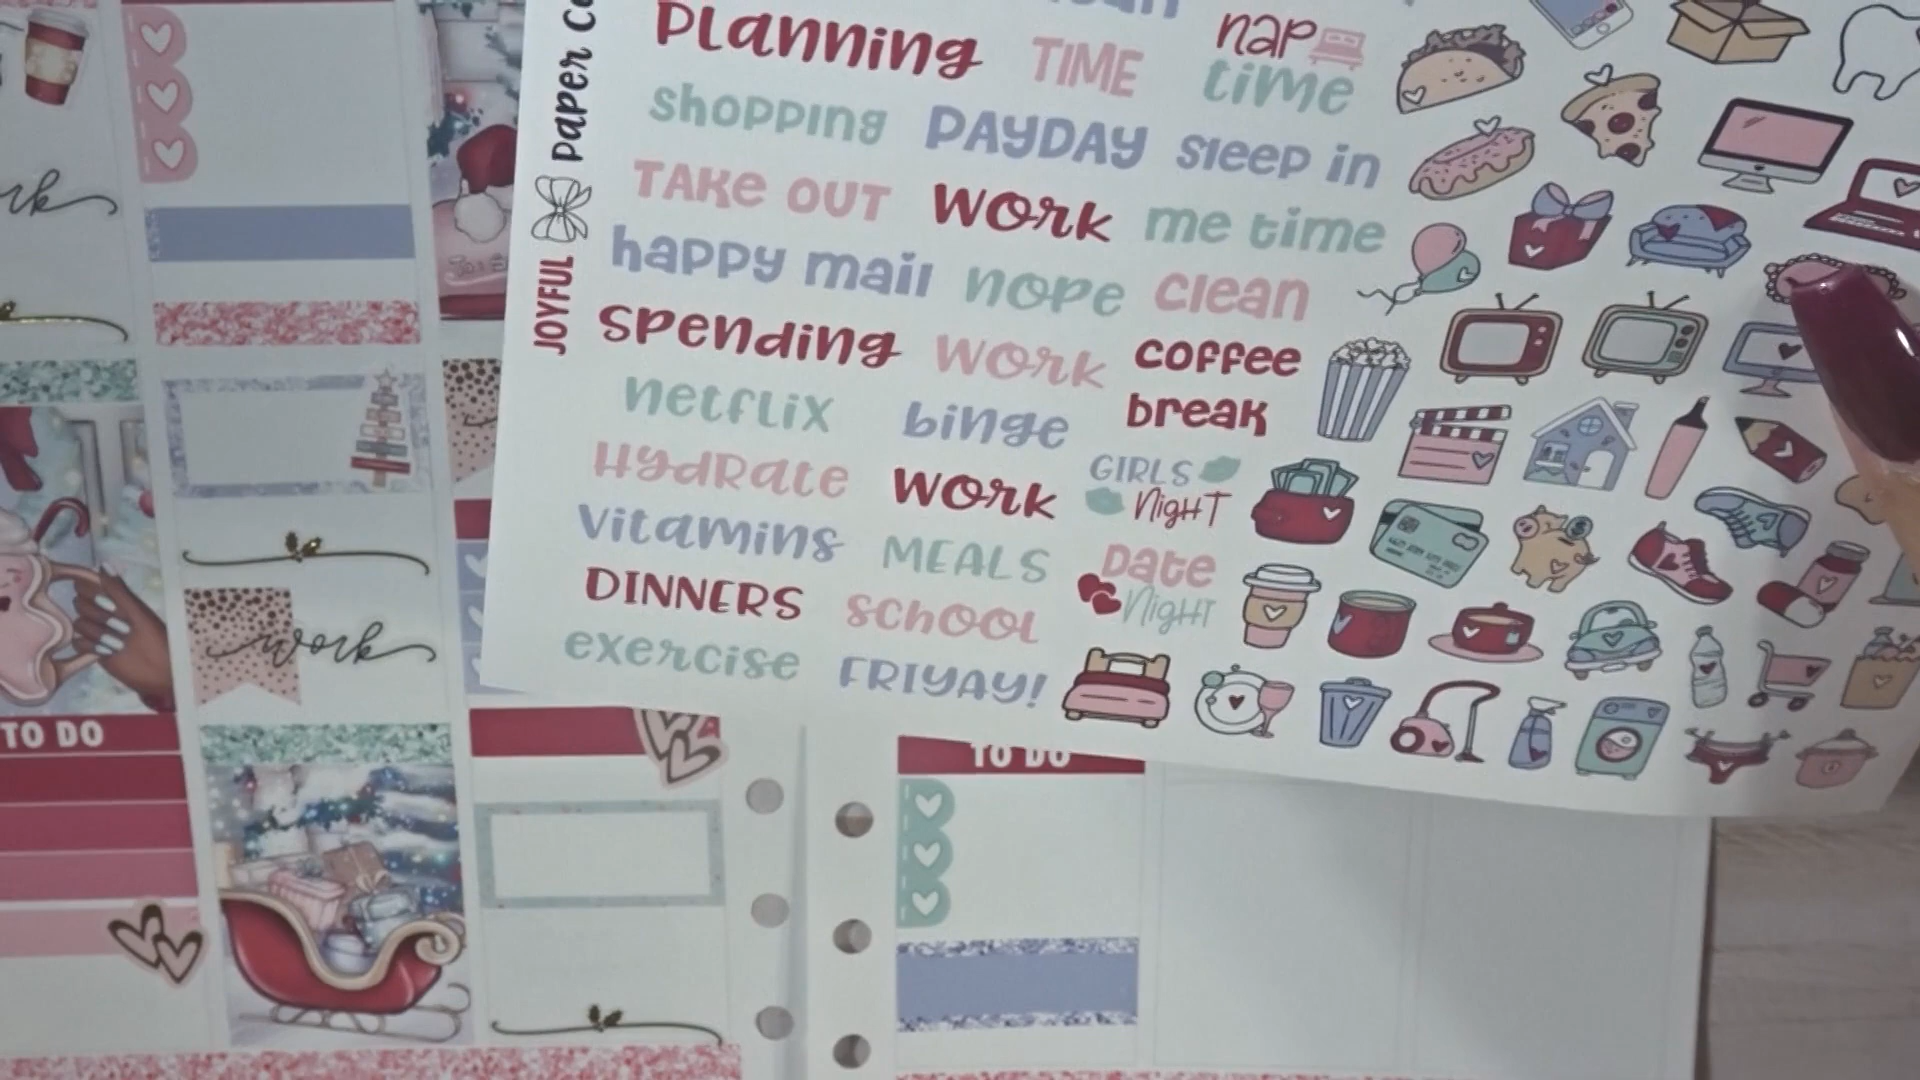 Planning TIME nap time
shopping PAYDAY sleep in
TAKE OUT WORK me time
happy mail nope clean
spending WORK coffee break
netflix binge
HYDRATE WORK GIRLS NIGHT
Vitamins MEALS Date NIGHT
DINNERS school
exercise FRIYAY!
JOYFUL PAPER
work
TO DO
TO DO